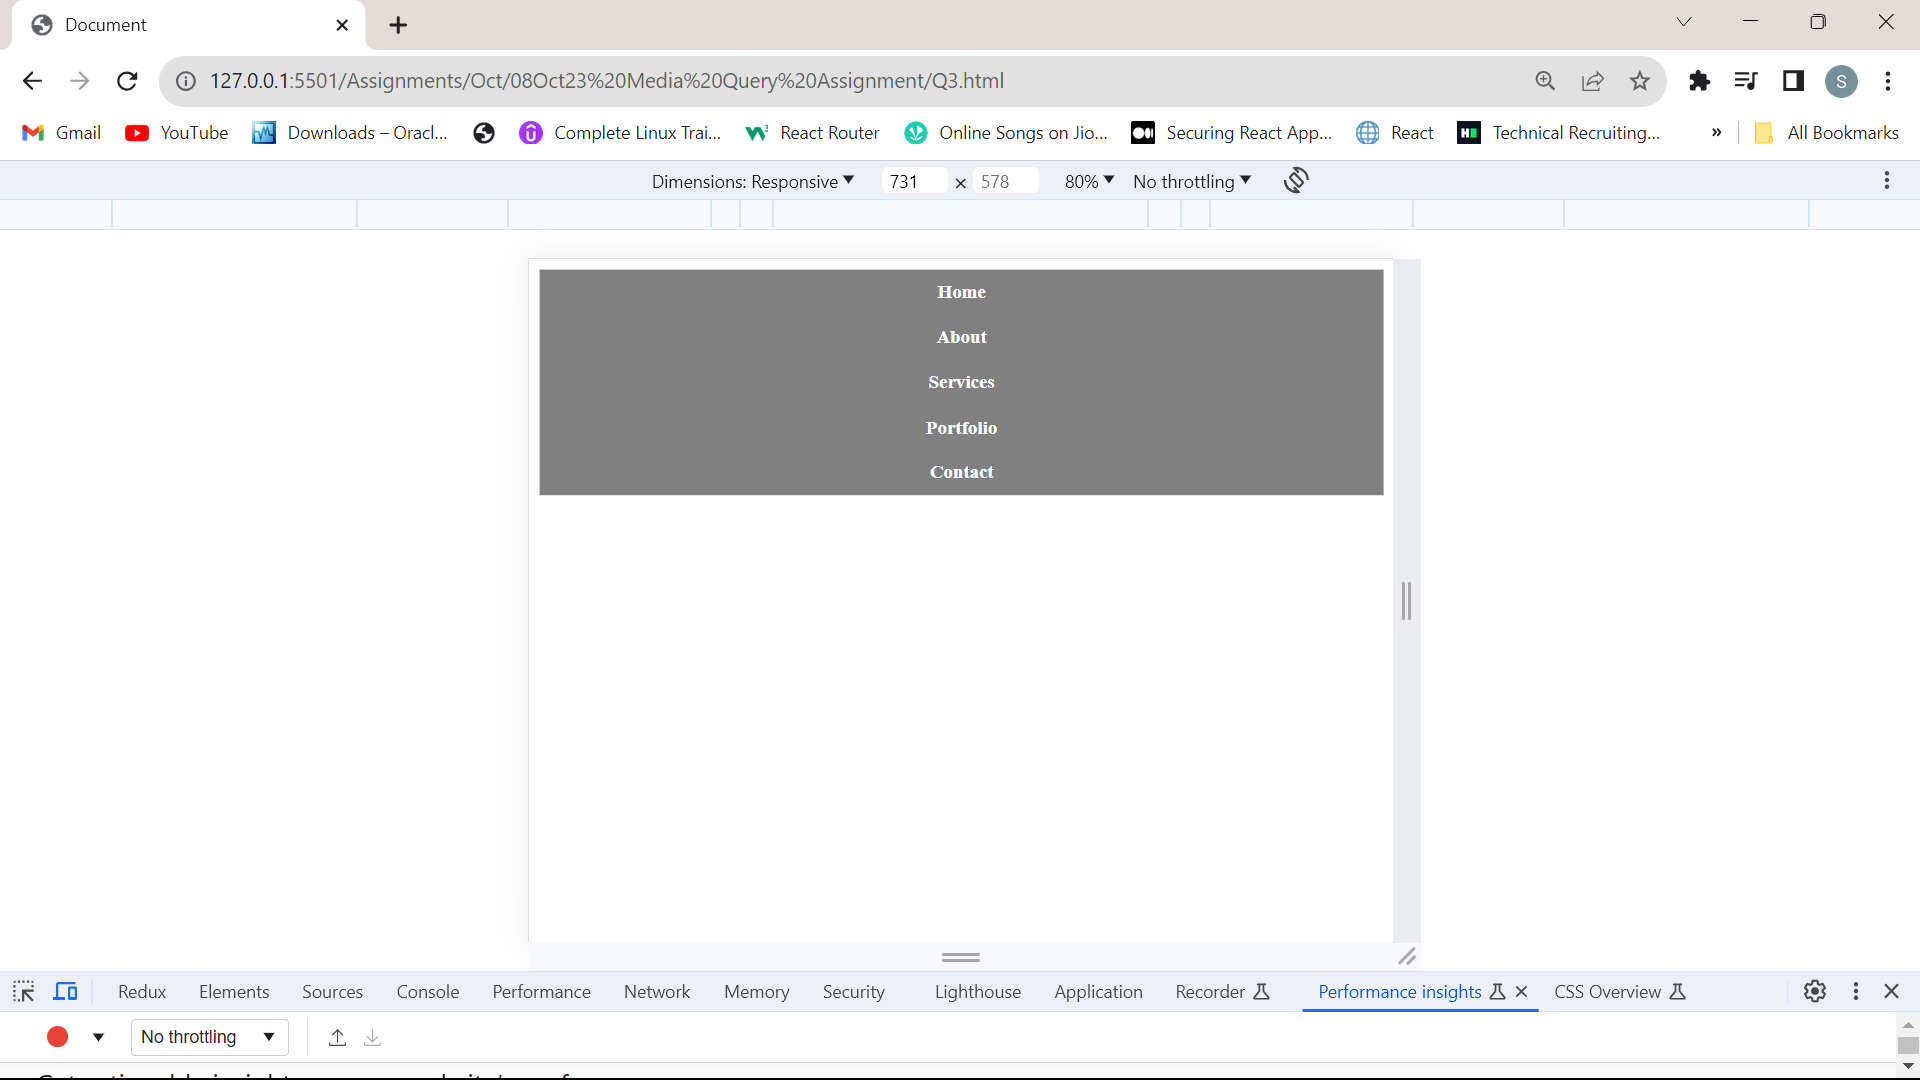 Document
127.0.0.1:5501/Assignments/Oct/08Oct23%20Media%20Query%20Assignment/Q3.html
S
Gmail YouTube Downloads – Oracl... Complete Linux Trai... React Router Online Songs on Jio... Securing React App... React Technical Recruiting... » All Bookmarks
Dimensions: Responsive 731 × 578 80% No throttling
Home
About
Services
Portfolio
Contact
Redux Elements Sources Console Performance Network Memory Security Lighthouse Application Recorder Performance insights CSS Overview
No throttling